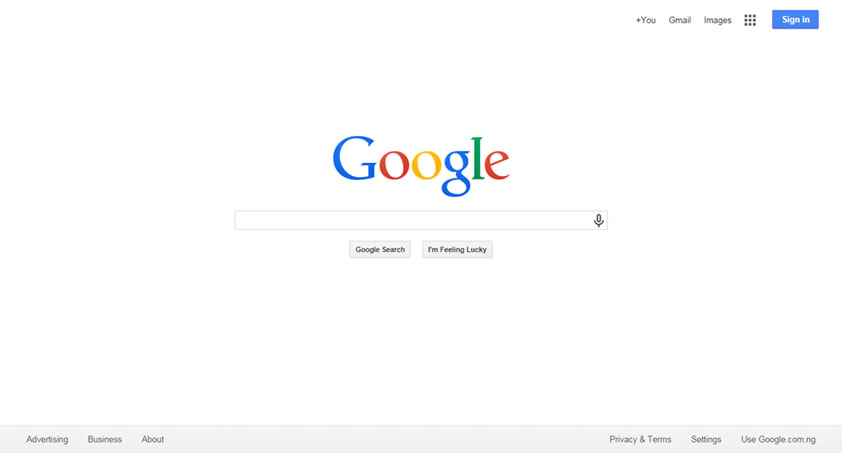 +You Gmail Images Sign in
Google
Google Search I'm Feeling Lucky
Advertising Business About Privacy & Terms Settings Use Google.com.ng